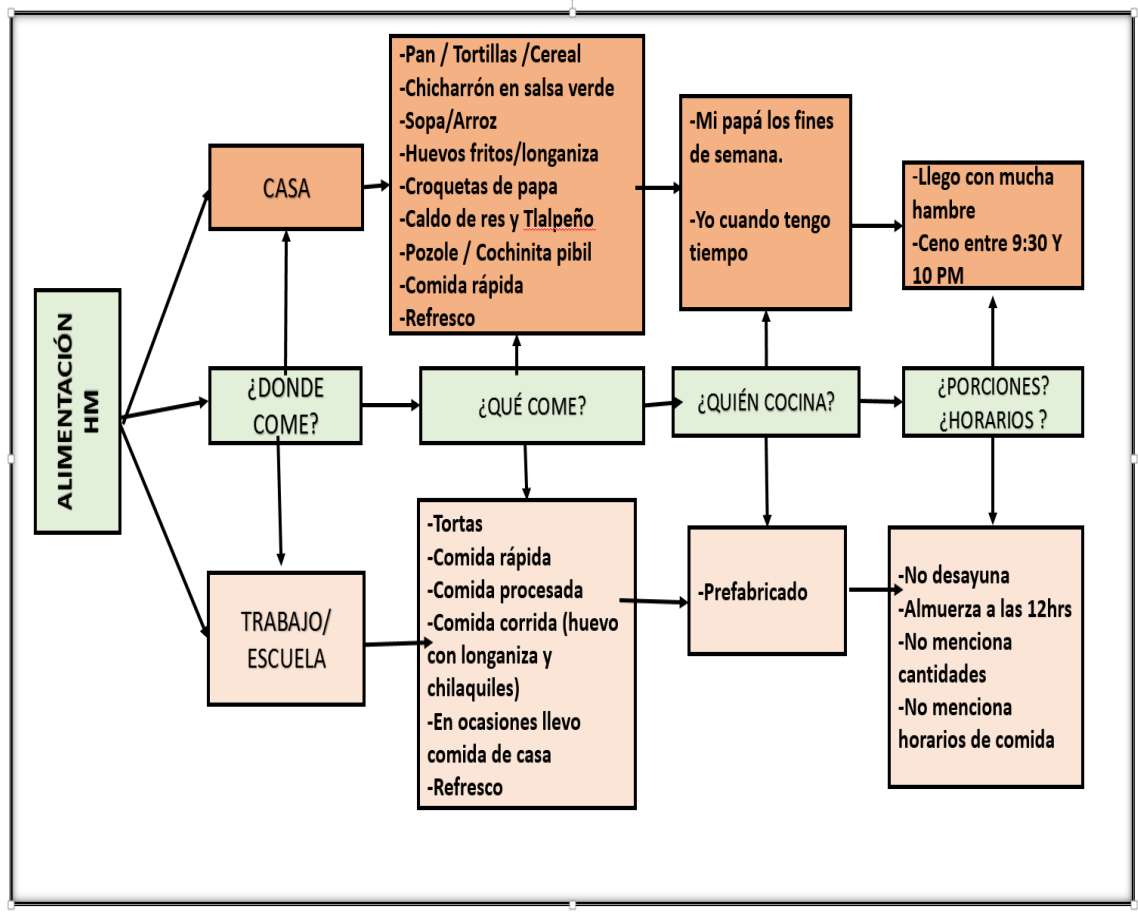 ALIMENTACIÓN
HM
CASA
-Pan / Tortillas /Cereal
-Chicharrón en salsa verde
-Sopa/Arroz
-Huevos fritos/longaniza
-Croquetas de papa
-Caldo de res y Tlalpeño
-Pozole / Cochinita pibil
-Comida rápida
-Refresco
-Mi papá los fines
de semana.
-Yo cuando tengo
tiempo
-Llego con mucha
hambre
-Ceno entre 9:30 Y
10 PM
¿DONDE
COME?
¿QUÉ COME?
¿QUIÉN COCINA?
¿PORCIONES?
¿HORARIOS ?
TRABAJO/
ESCUELA
-Tortas
-Comida rápida
-Comida procesada
-Comida corrida (huevo
con longaniza y
chilaquiles)
-En ocasiones llevo
comida de casa
-Refresco
-Prefabricado
-No desayuna
-Almuerza a las 12hrs
-No menciona
cantidades
-No menciona
horarios de comida